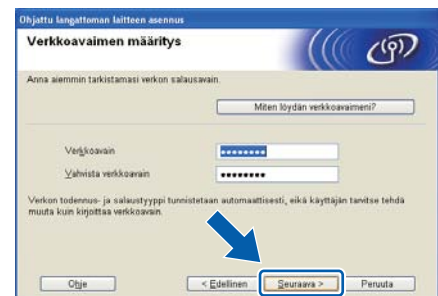 Ohjattu langattoman laitteen asennus
Verkkoavaimen määritys
Anna aiemmin tarkistamasi verkon salausavain.
Miten löydän verkkoavaimeni?
Verkkoavain
Vahvista verkkoavain
Verkon todennus- ja salaustyyppi tunnistetaan automaattisesti, eikä käyttäjän tarvitse tehdä
muuta kuin kirjoittaa verkkoavain.
Ohje
< Edellinen
Seuraava >
Peruuta